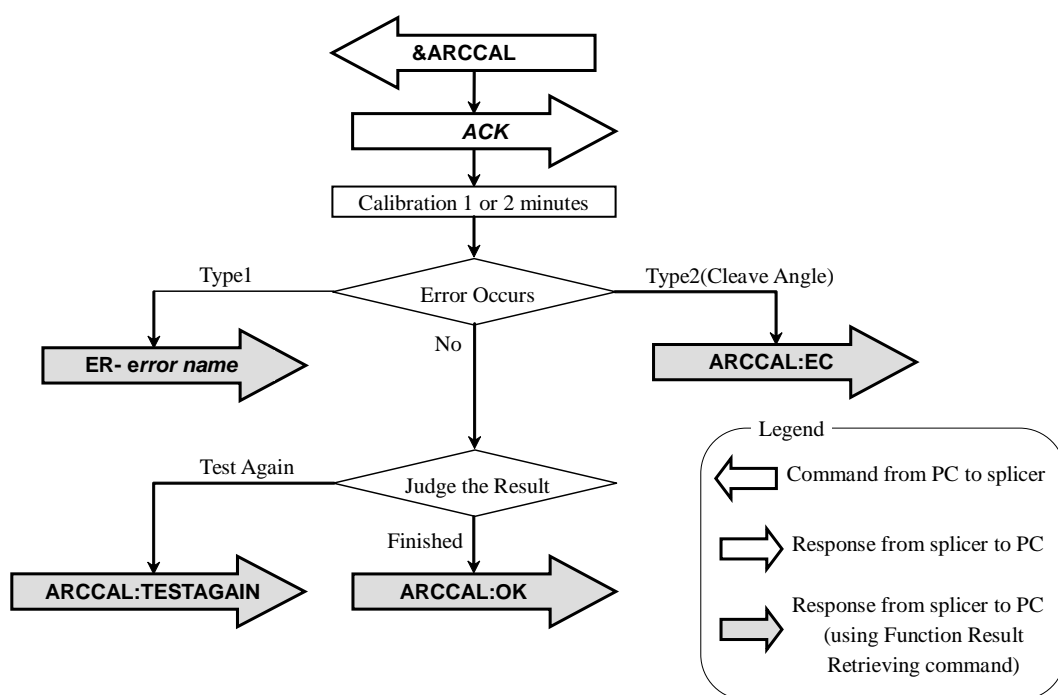 &ARCCAL
ACK
Calibration 1 or 2 minutes
Type1
Error Occurs
Type2(Cleave Angle)
No
ER- error name
ARCCAL:EC
Test Again
Judge the Result
Finished
ARCCAL:TESTAGAIN
ARCCAL:OK
Legend
Command from PC to splicer
Response from splicer to PC
Response from splicer to PC
(using Function Result
Retrieving command)